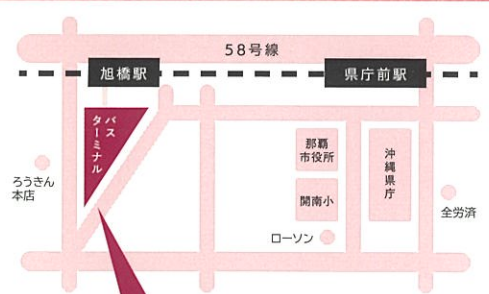 58号線
旭橋駅
県庁前駅
バス
ターミナル
那覇
市役所
沖縄県庁
開南小
ろうきん
本店
全労済
ローソン